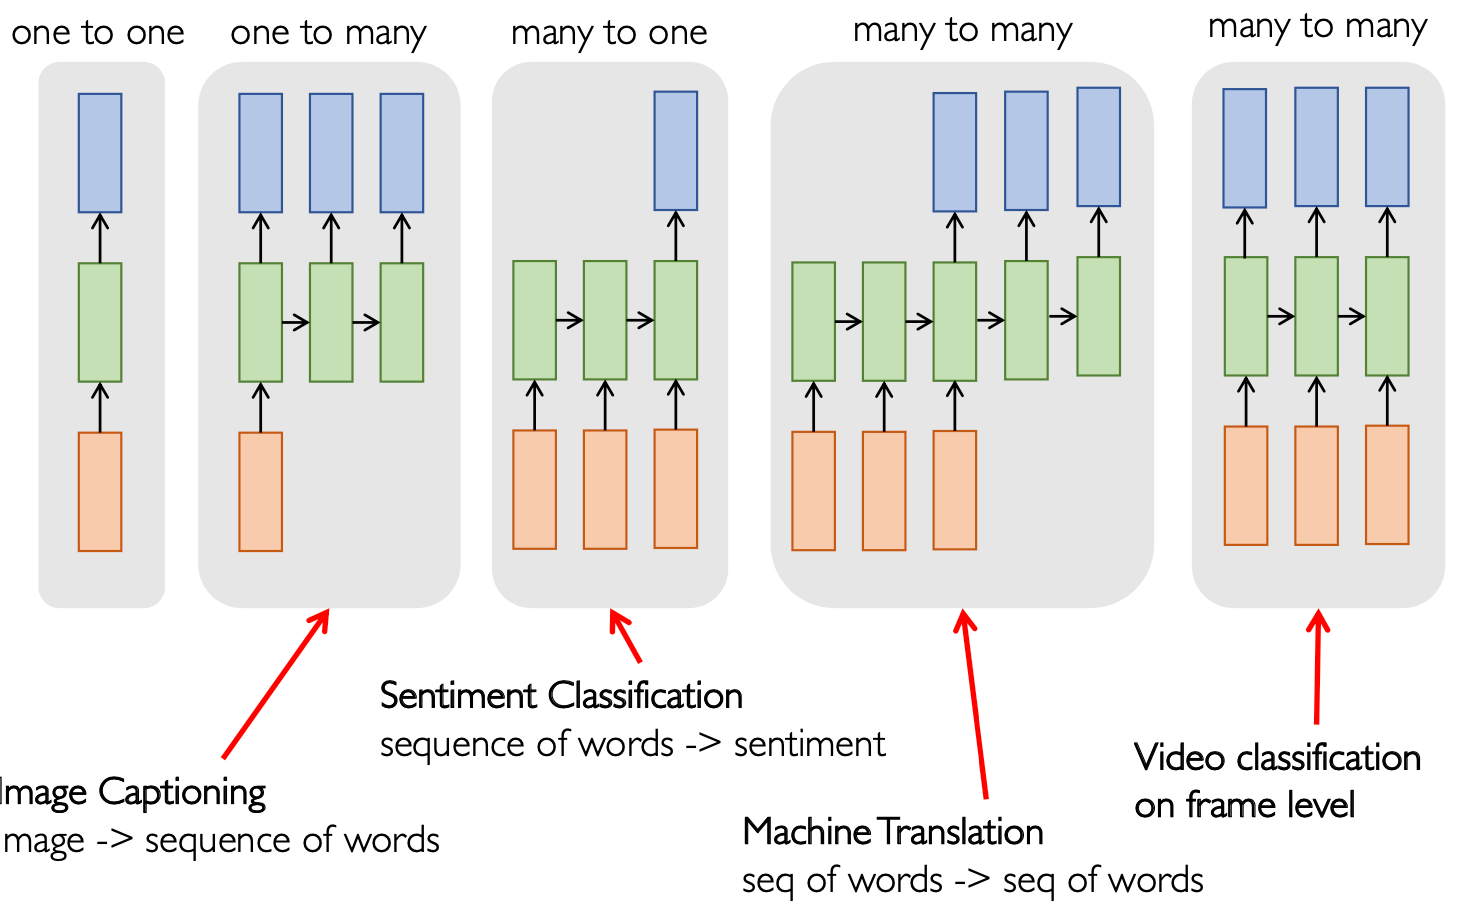 one to one
one to many
many to one
many to many
many to many
Sentiment Classification
sequence of words -> sentiment
Image Captioning
mage -> sequence of words
Machine Translation
seq of words -> seq of words
Video classification
on frame level